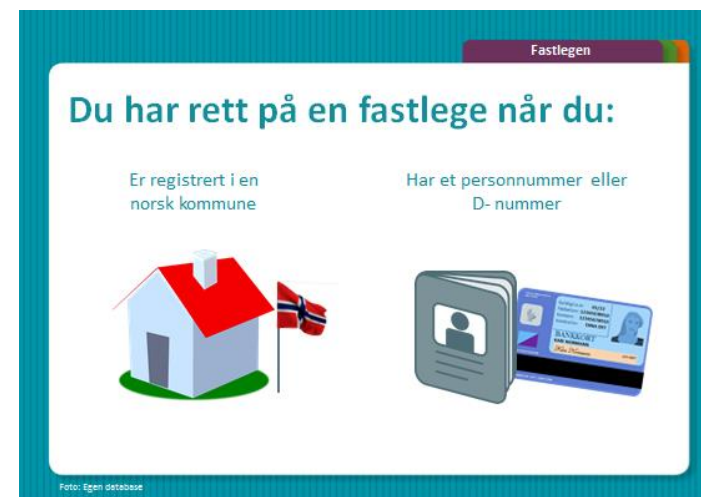 Fastlegen
Du har rett på en fastlege når du:
Er registrert i en
norsk kommune
Har et personnummer eller
D- nummer
BANKKORT
Foto: Egen database